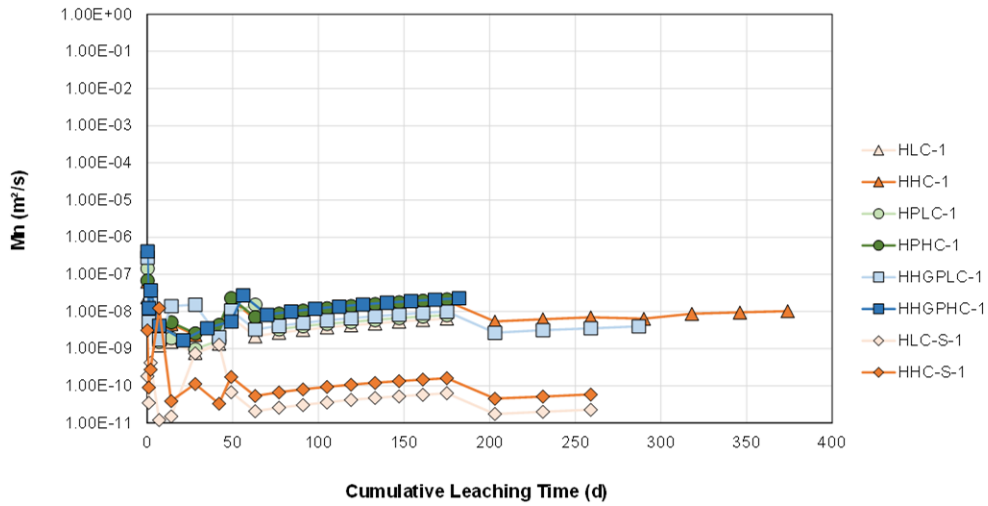 1.00E+00
1.00E-01
1.00E-02
1.00E-03
1.00E-04
1.00E-05
1.00E-06
1.00E-07
1.00E-08
1.00E-09
1.00E-10
1.00E-11
Mn (m²/s)
0 50 100 150 200 250 300 350 400
Cumulative Leaching Time (d)
HLC-1
HHC-1
HPLC-1
HPHC-1
HHGPLC-1
HHGPHC-1
HLC-S-1
HHC-S-1